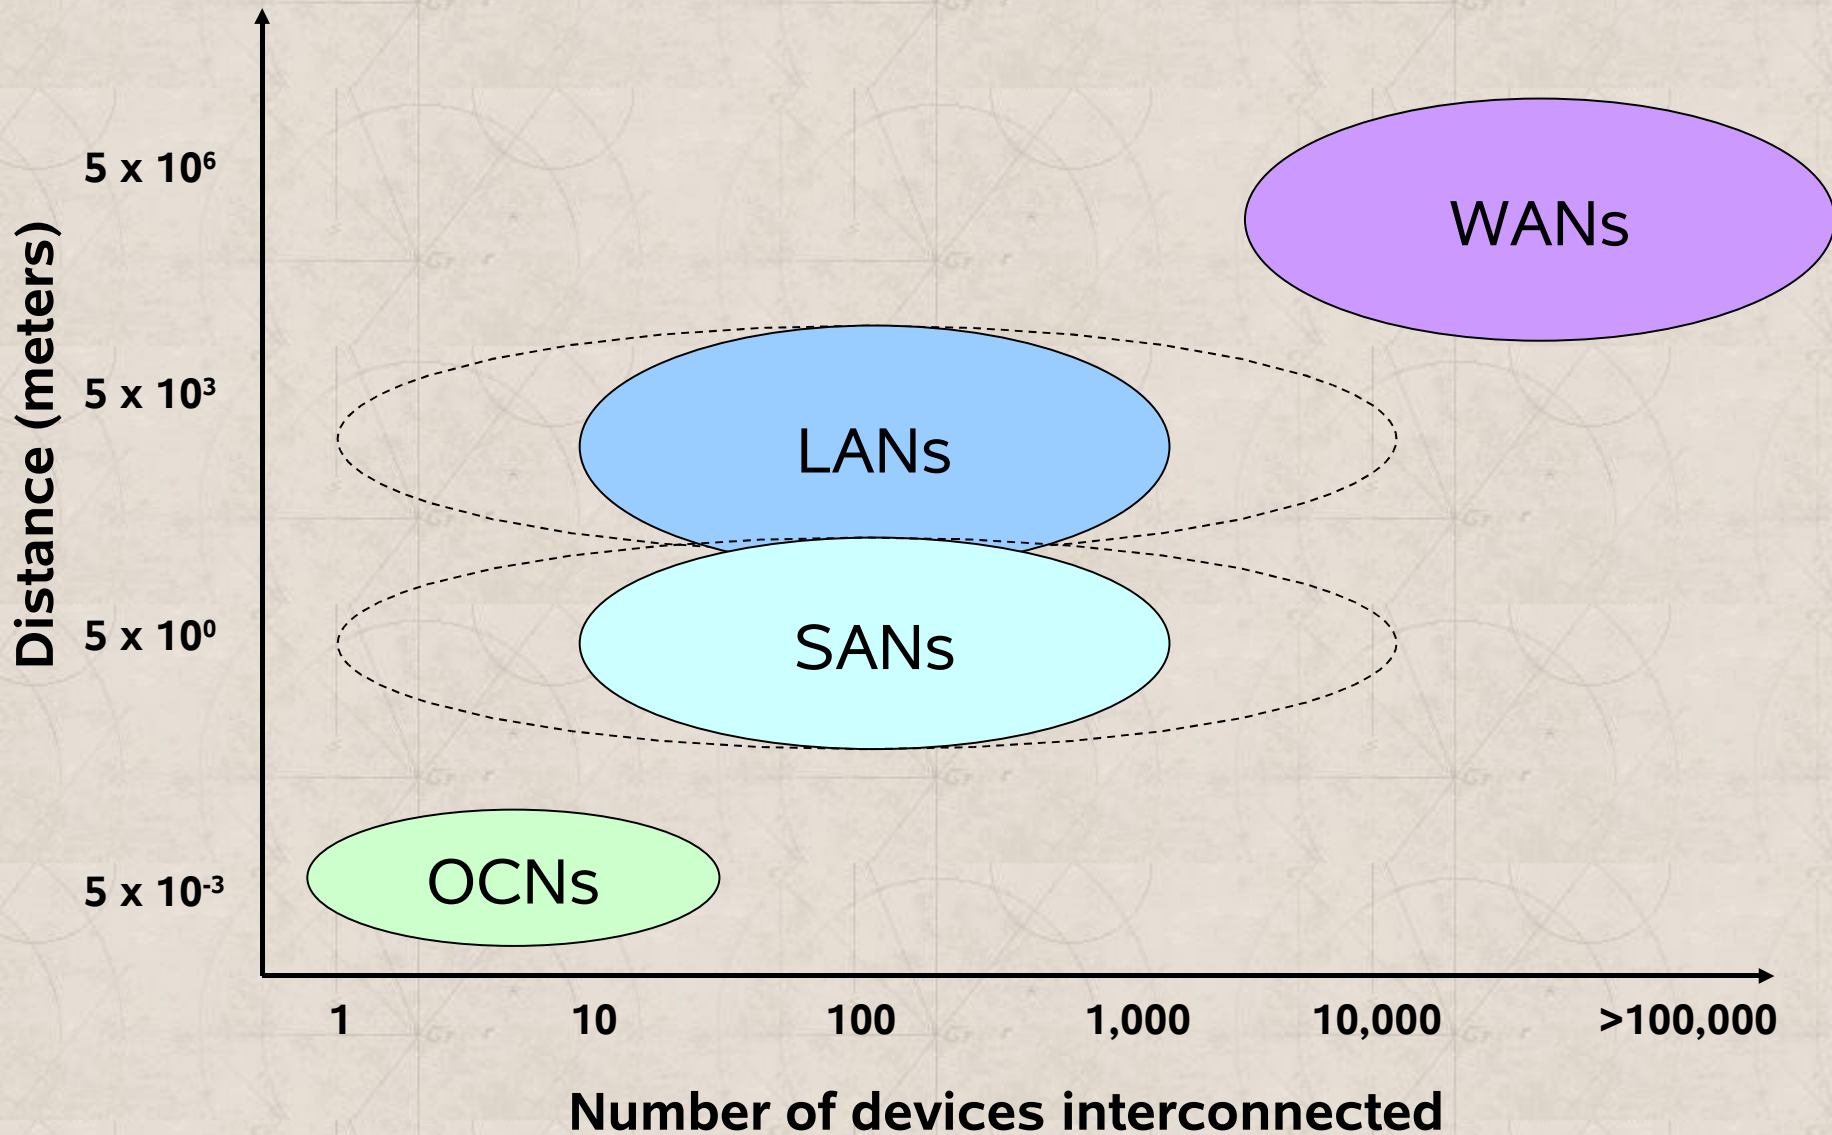 Distance (meters)
5 x 10⁶
5 x 10³
5 x 10⁰
5 x 10⁻³
WANs
LANs
SANs
OCNs
1 10 100 1,000 10,000 >100,000
Number of devices interconnected